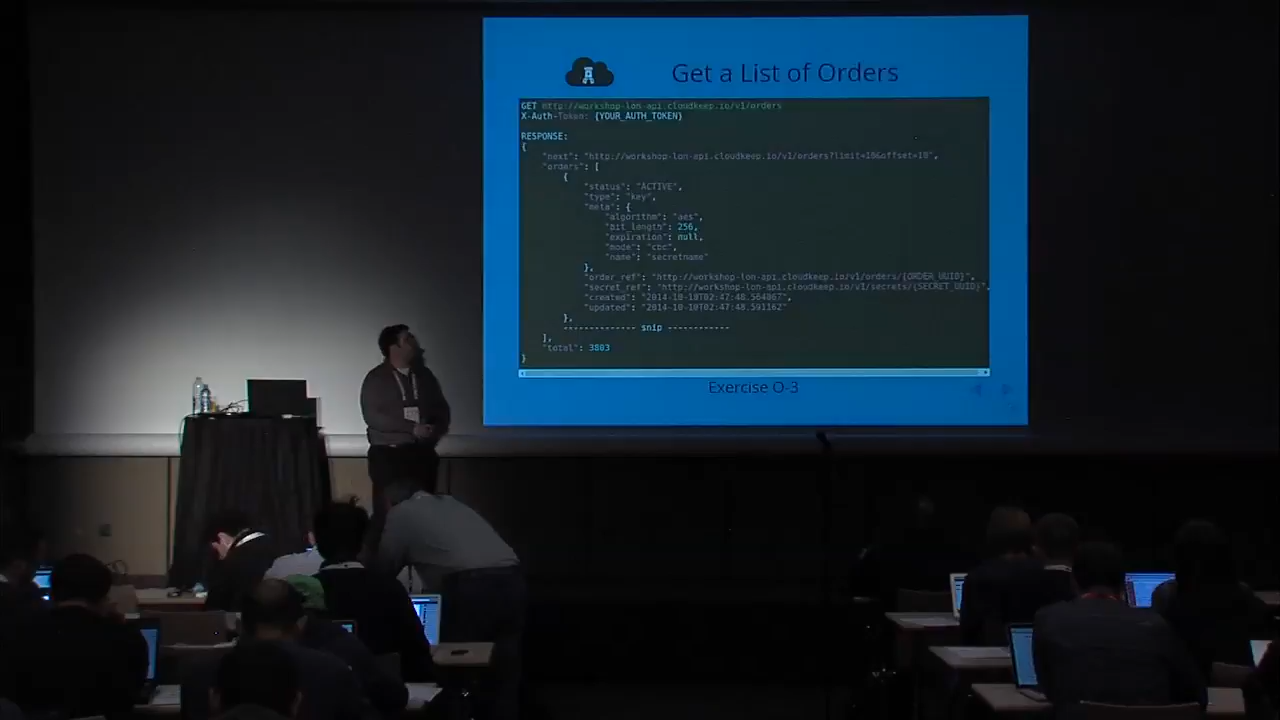 Get a List of Orders
GET http://workshop-lon-api.cloudkeep.io/v1/orders
X-Auth-Token: {YOUR_AUTH_TOKEN}
RESPONSE:
{
"next": "http://workshop-lon-api.cloudkeep.io/v1/orders?limit=10&offset=10",
"orders": [
{
"status": "ACTIVE",
"type": "key",
"meta": {
"algorithm": "aes",
"bit_length": 256,
"expiration": null,
"mode": "cbc",
"name": "secretname"
},
"order_ref": "http://workshop-lon-api.cloudkeep.io/v1/orders/{ORDER_UUID}",
"secret_ref": "http://workshop-lon-api.cloudkeep.io/v1/secrets/{SECRET_UUID}",
"created": "2014-10-10T02:47:48.564067",
"updated": "2014-10-10T02:47:48.591162"
},
------------- snip ------------
],
"total": 3803
}
Exercise O-3